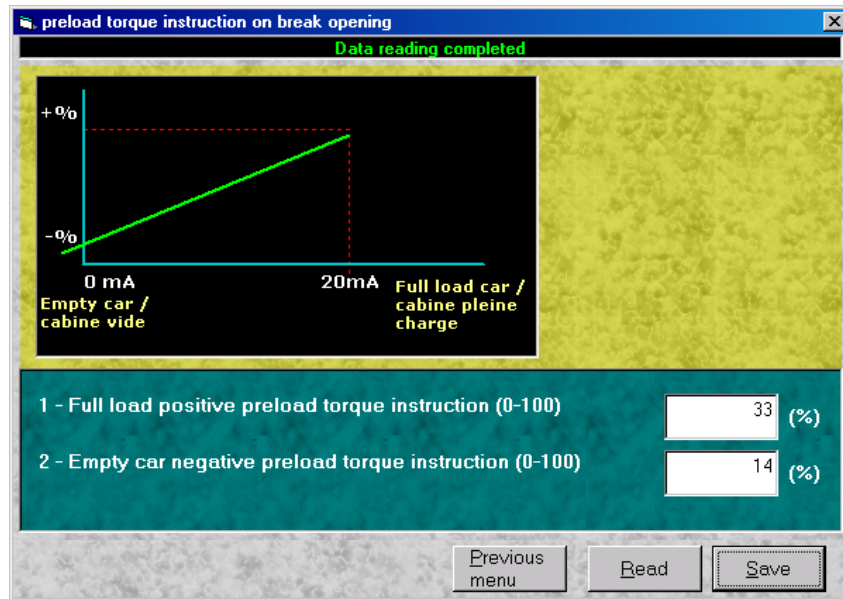 preload torque instruction on break opening
Data reading completed
+%
-%
0 mA
20mA
Empty car /
cabine vide
Full load car /
cabine pleine
charge
1 - Full load positive preload torque instruction (0-100)
33
(%)
2 - Empty car negative preload torque instruction (0-100)
14
(%)
Previous
menu
Read
Save